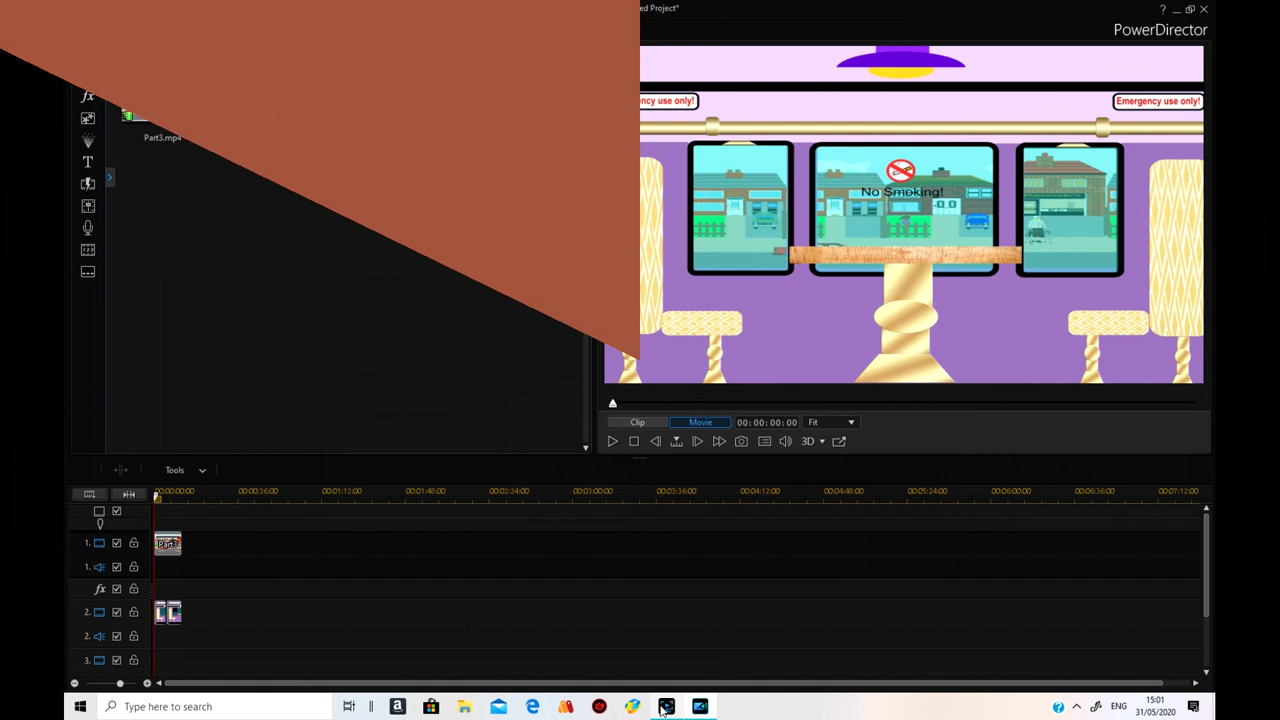 ed Project*
?
PowerDirector
fx
Part3.mp4
T
ncy use only!
Emergency use only!
No Smoking!
Clip
Movie
00:00:00:00
Fit
3D
Tools
00:00:00:00 00:00:36:00 00:01:12:00 00:01:48:00 00:02:24:00 00:03:00:00 00:03:36:00 00:04:12:00 00:04:48:00 00:05:24:00 00:06:00:00 00:06:36:00 00:07:12:00
1.
Part3
1.
fx
2.
2.
3.
Type here to search
ENG
15:01
31/05/2020